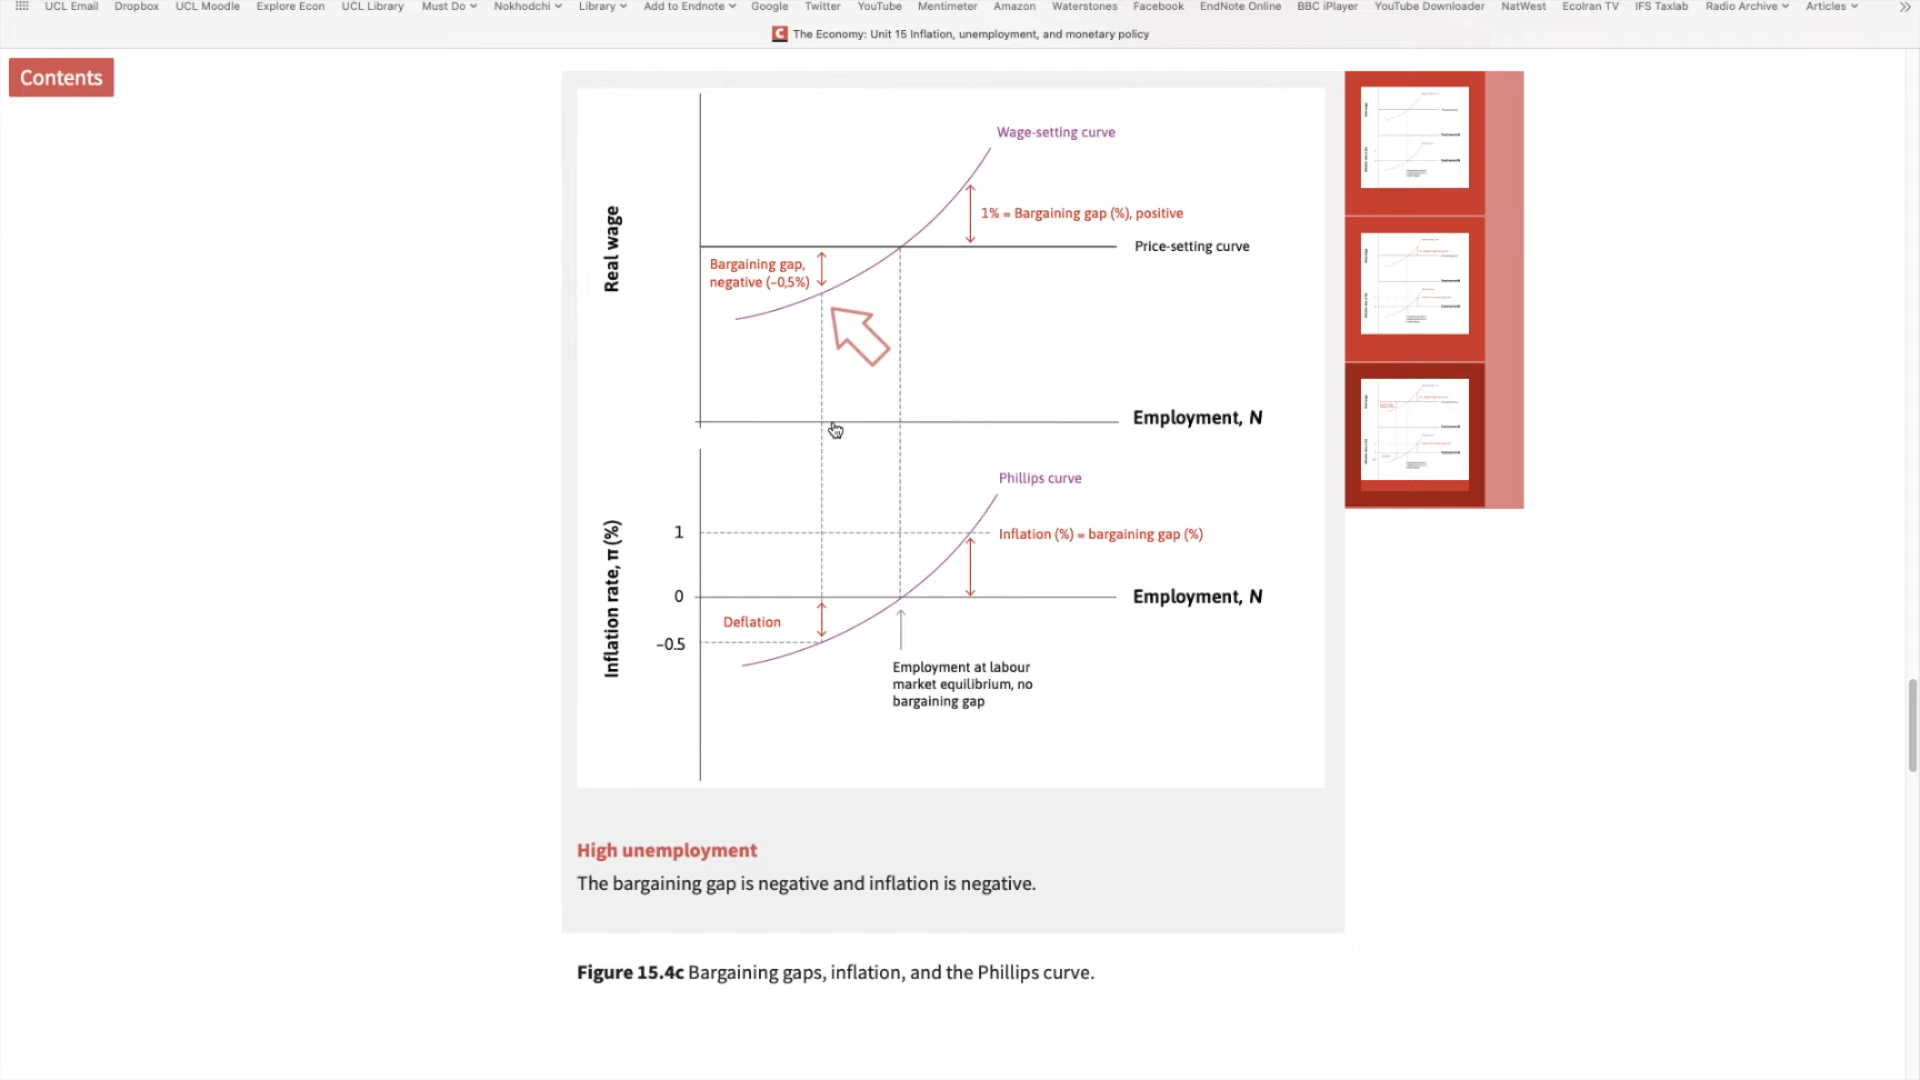 UCL Email Dropbox UCL Moodle Explore Econ UCL Library Must Do Nokhodchi Library Add to Endnote Google Twitter YouTube Mentimeter Amazon Waterstones Facebook EndNote Online BBC iPlayer YouTube Downloader NatWest EcoIran TV IFS Taxlab Radio Archive Articles
The Economy: Unit 15 Inflation, unemployment, and monetary policy
Contents
Wage-setting curve
1% = Bargaining gap (%), positive
Price-setting curve
Real wage
Bargaining gap,
negative (–0,5%)
Employment, N
Phillips curve
1
Inflation (%) = bargaining gap (%)
Inflation rate, π (%)
0
Employment, N
Deflation
–0.5
Employment at labour
market equilibrium, no
bargaining gap
High unemployment
The bargaining gap is negative and inflation is negative.
Figure 15.4c Bargaining gaps, inflation, and the Phillips curve.